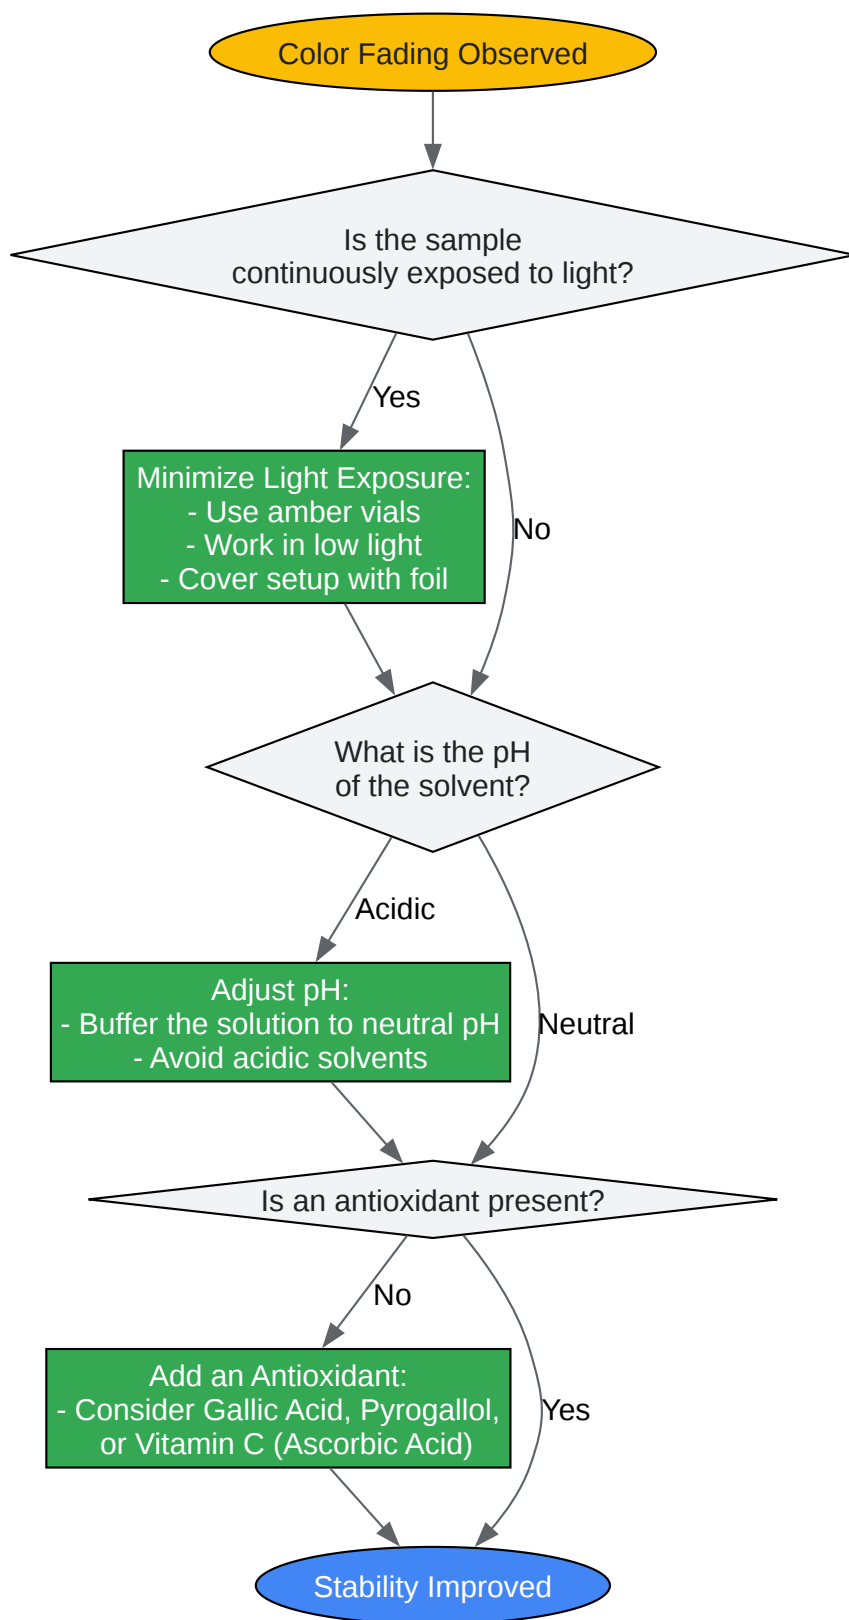 Color Fading Observed
Is the sample
continuously exposed to light?
Yes
Minimize Light Exposure:
- Use amber vials
- Work in low light
- Cover setup with foil
No
What is the pH
of the solvent?
Acidic
Adjust pH:
- Buffer the solution to neutral pH
- Avoid acidic solvents
Neutral
Is an antioxidant present?
No
Add an Antioxidant:
- Consider Gallic Acid, Pyrogallol,
or Vitamin C (Ascorbic Acid)
Yes
Stability Improved